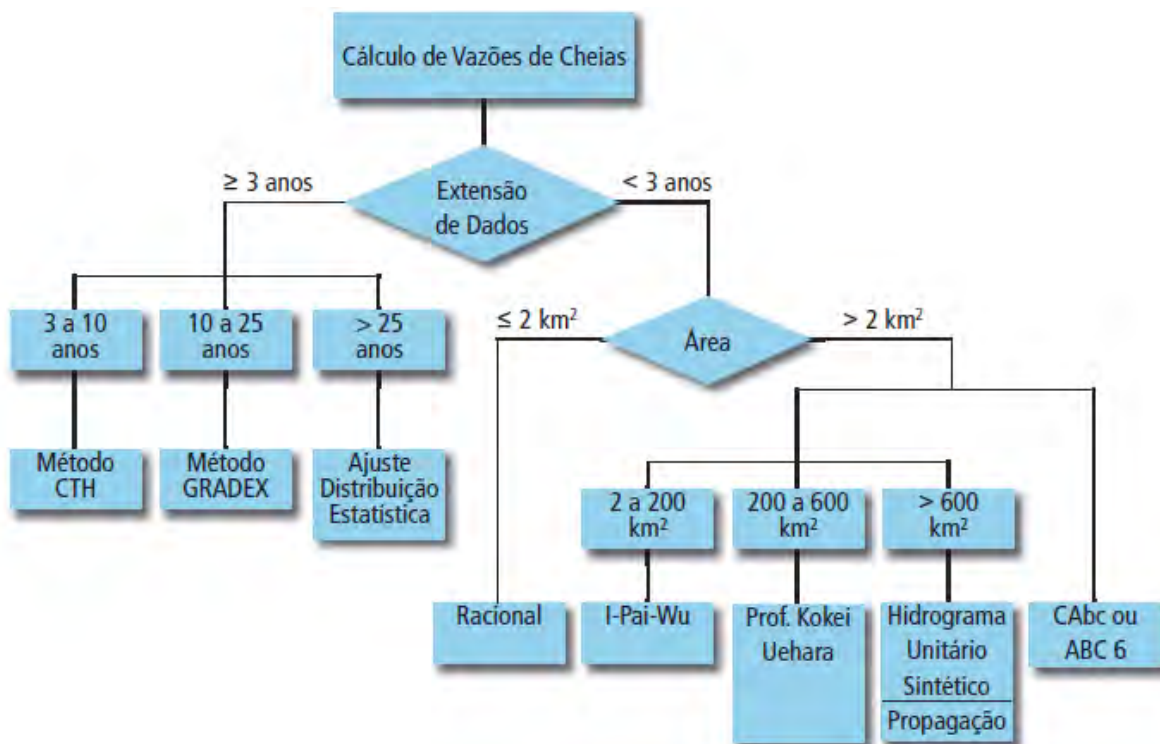 Cálculo de Vazões de Cheias
≥ 3 anos
< 3 anos
Extensão
de Dados
3 a 10
anos
10 a 25
anos
> 25
anos
≤ 2 km²
> 2 km²
Área
Método
CTH
Método
GRADEX
Ajuste
Distribuição
Estatística
2 a 200
km²
200 a 600
km²
> 600
km²
Racional
I-Pai-Wu
Prof. Kokei
Uehara
Hidrograma
Unitário
Sintético
Propagação
CAbc ou
ABC 6